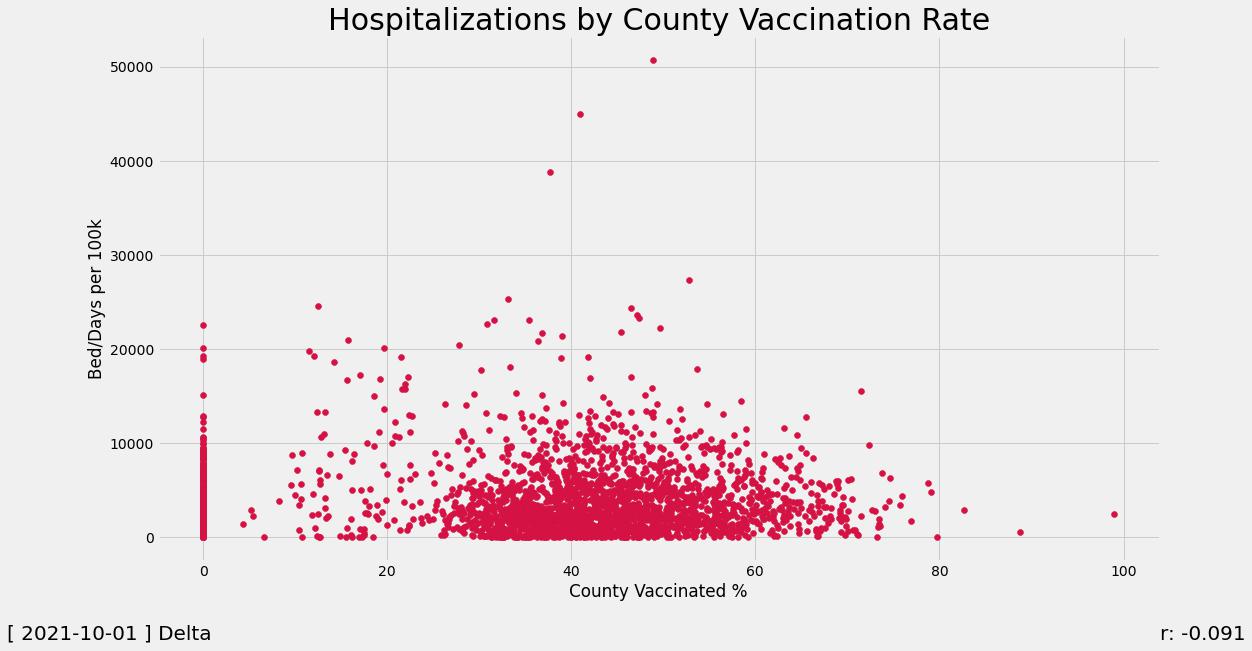 Hospitalizations by County Vaccination Rate
50000
40000
30000
20000
10000
0
Bed/Days per 100k
0 20 40 60 80 100
County Vaccinated %
[ 2021-10-01 ] Delta r: -0.091